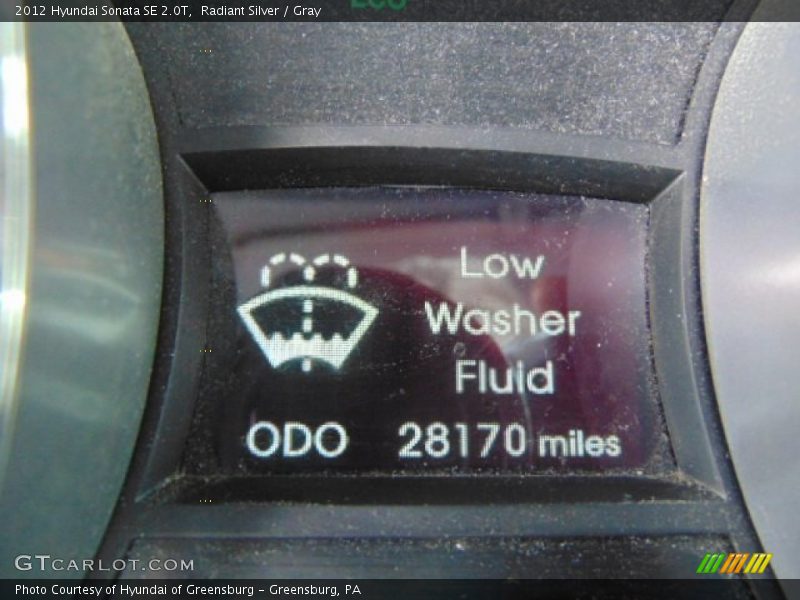 2012 Hyundai Sonata SE 2.0T, Radiant Silver / Gray
ECO
Low
Washer
Fluid
ODO 28170 miles
GTCARLOT.COM
Photo Courtesy of Hyundai of Greensburg - Greensburg, PA